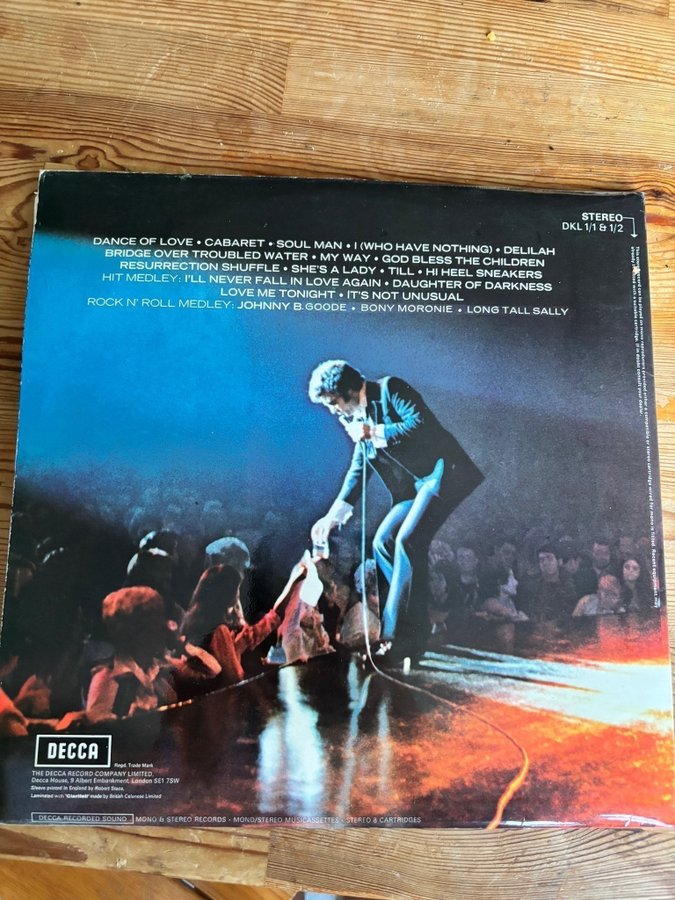 STEREO
DKL 1/1 & 1/2
DANCE OF LOVE • CABARET • SOUL MAN • I (WHO HAVE NOTHING) • DELILAH
BRIDGE OVER TROUBLED WATER • MY WAY • GOD BLESS THE CHILDREN
RESURRECTION SHUFFLE • SHE'S A LADY • TILL • HI HEEL SNEAKERS
HIT MEDLEY: I'LL NEVER FALL IN LOVE AGAIN • DAUGHTER OF DARKNESS
LOVE ME TONIGHT • IT'S NOT UNUSUAL
ROCK N' ROLL MEDLEY: JOHNNY B.GOODE • BONY MORONIE • LONG TALL SALLY
DECCA
Regd. Trade Mark
THE DECCA RECORD COMPANY LIMITED,
Decca House, 9 Albert Embankment, London SE1 7SW
Sleeve printed in England by Robert Stace.
Laminated with made by British Celanese Limited
DECCA RECORDED SOUND MONO & STEREO RECORDS - MONO/STEREO MUSICASSETTES - STEREO 8 CARTRIDGES